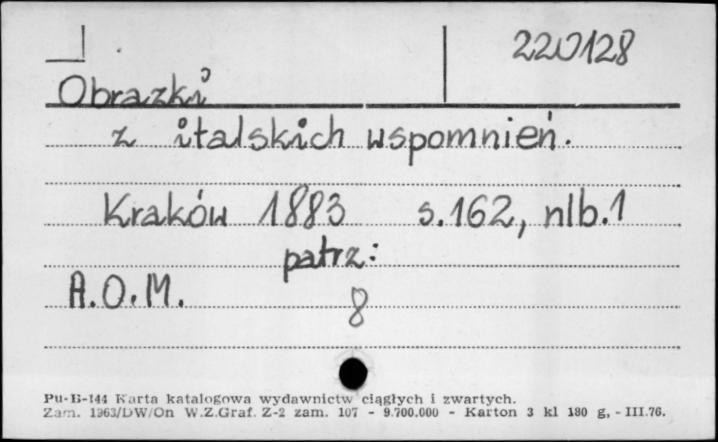 220128
Obrazki
z italskich wspomnień.
Kraków 1883 s.162, nlb.1
patrz:
A.O.M.
8
Pu-B-144 Karta katalogowa wydawnictw ciągłych i zwartych.
Zam. 1963/DW/On W.Z.Graf. Z-2 zam. 107 - 9.700.000 - Karton 3 kl 180 g, - III.76.